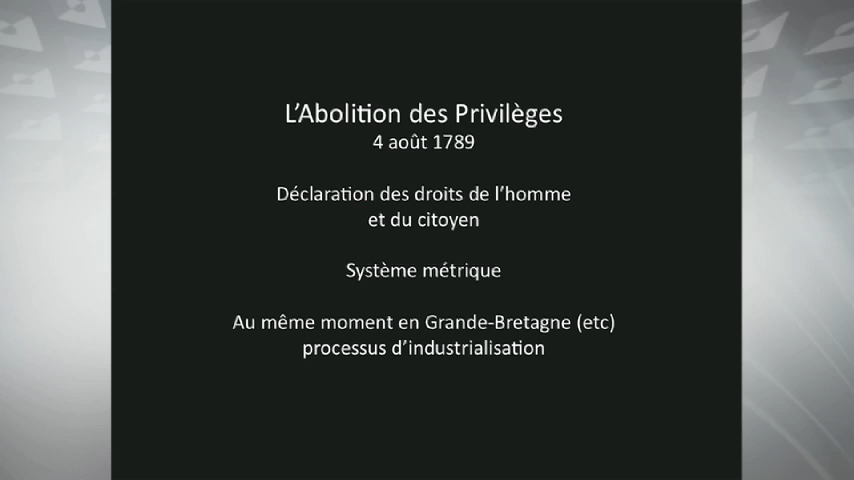 L'Abolition des Privilèges
4 août 1789
Déclaration des droits de l'homme
et du citoyen
Système métrique
Au même moment en Grande-Bretagne (etc)
processus d'industrialisation